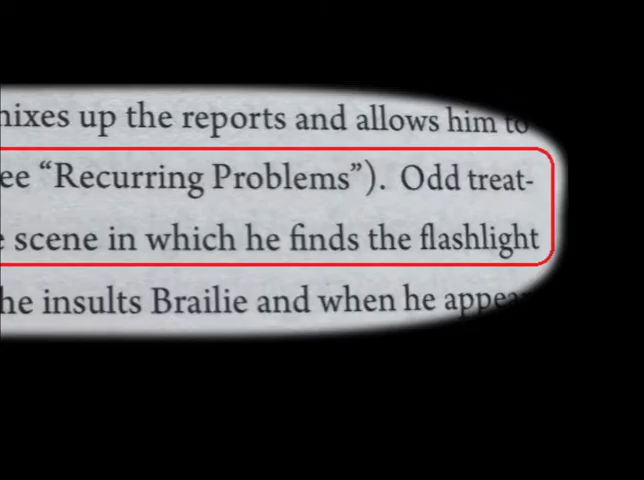 nixes up the reports and allows him to
ee “Recurring Problems”). Odd treat-
e scene in which he finds the flashlight
he insults Brailie and when he appea